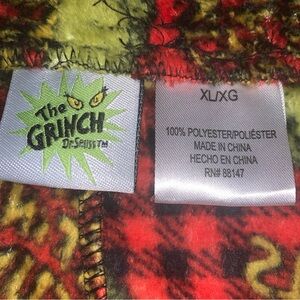 The
GRINCH
Dr. Seuss TM
XL/XG
100% POLYESTER/POLIÉSTER
MADE IN CHINA
HECHO EN CHINA
RN# 88147